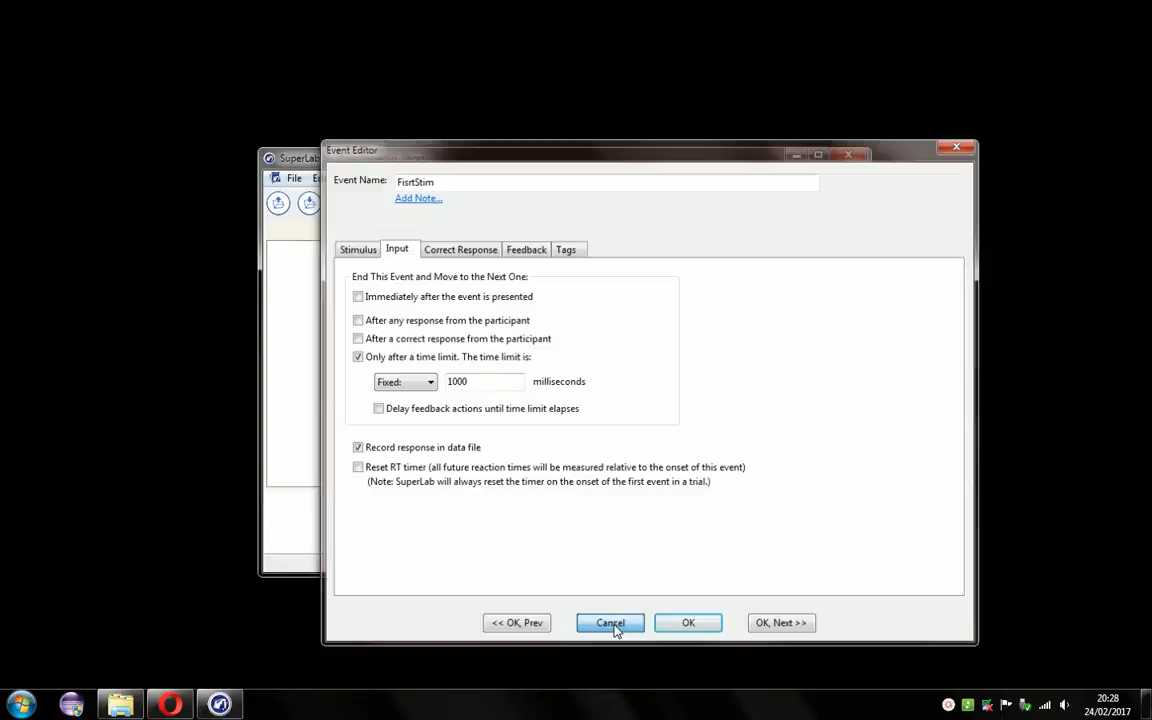 SuperLab
Event Editor
File
Event Name: FisrtStim
Add Note...
Stimulus Input Correct Response Feedback Tags
End This Event and Move to the Next One:
Immediately after the event is presented
After any response from the participant
After a correct response from the participant
Only after a time limit. The time limit is:
Fixed: 1000 milliseconds
Delay feedback actions until time limit elapses
Record response in data file
Reset RT timer (all future reaction times will be measured relative to the onset of this event)
(Note: SuperLab will always reset the timer on the onset of the first event in a trial.)
<< OK, Prev Cancel OK OK, Next >>
20:28
24/02/2017